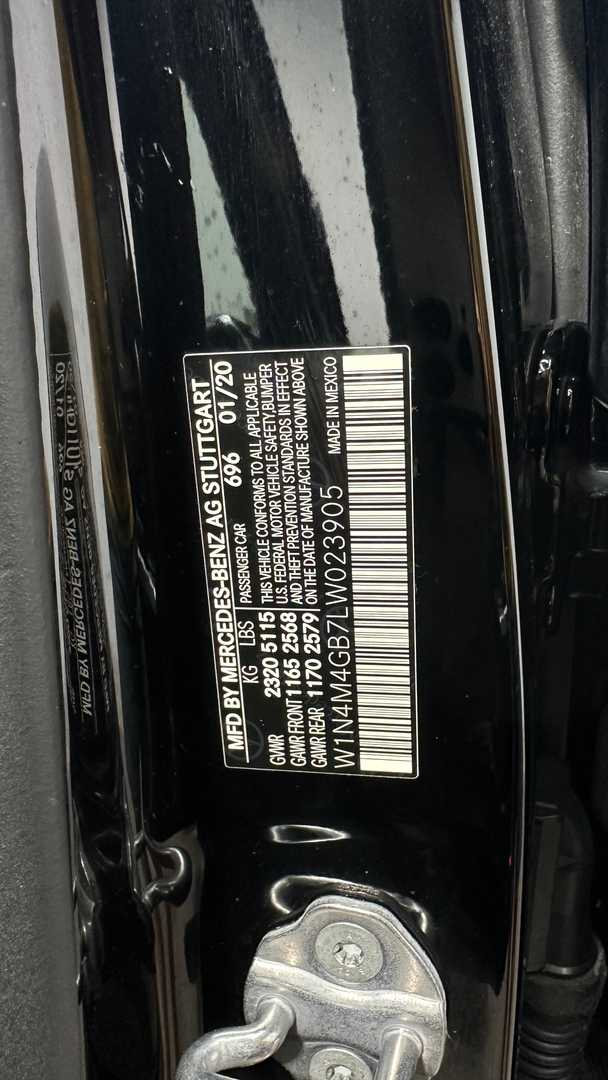 MFD BY MERCEDES-BENZ AG STUTTGART
KG LBS PASSENGER CAR 696 01/20
GVWR 2320 5115 THIS VEHICLE CONFORMS TO ALL APPLICABLE
U.S. FEDERAL MOTOR VEHICLE SAFETY,BUMPER
GAWR FRONT 1165 2568 AND THEFT PREVENTION STANDARDS IN EFFECT
GAWR REAR 1170 2579 ON THE DATE OF MANUFACTURE SHOWN ABOVE
W1N4M4GB7LW023905 MADE IN MEXICO